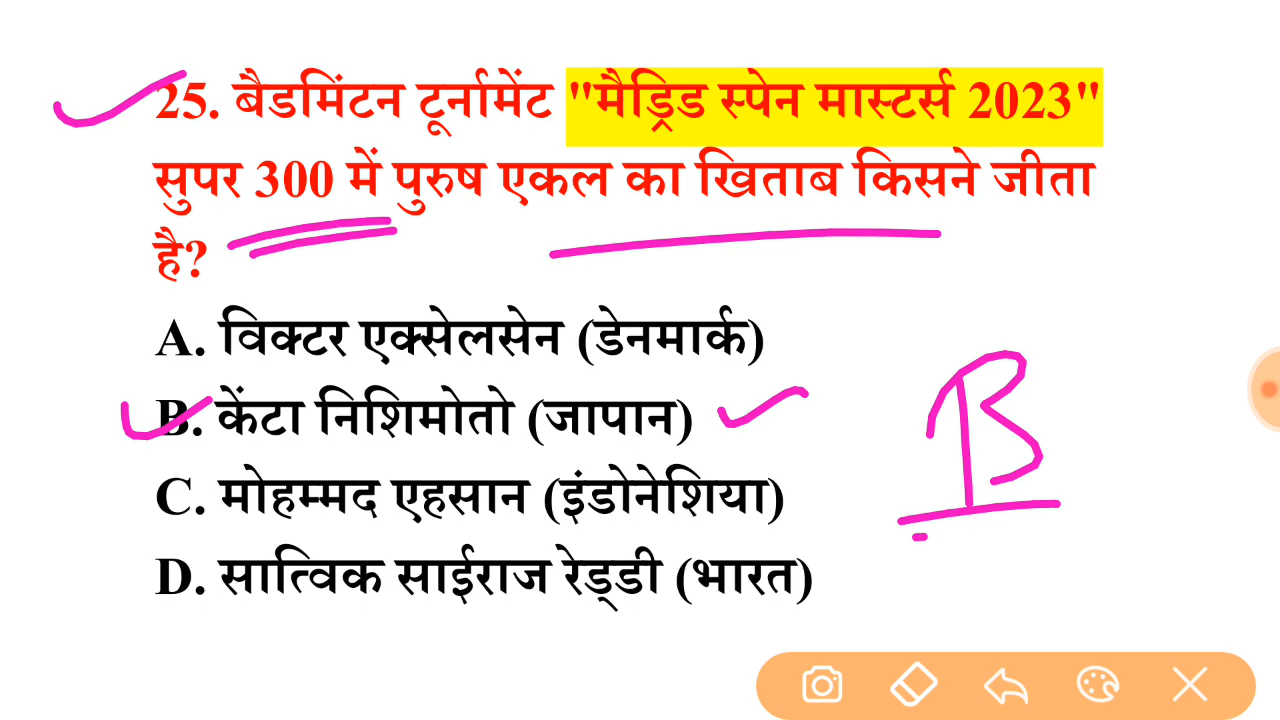 25. बैडमिंटन टूर्नामेंट "मैड्रिड स्पेन मास्टर्स 2023"
सुपर 300 में पुरुष एकल का खिताब किसने जीता
है?
A. विक्टर एक्सेलसेन (डेनमार्क)
B. केंटा निशिमोतो (जापान)
C. मोहम्मद एहसान (इंडोनेशिया)
D. सात्विक साईराज रेड्डी (भारत)
B